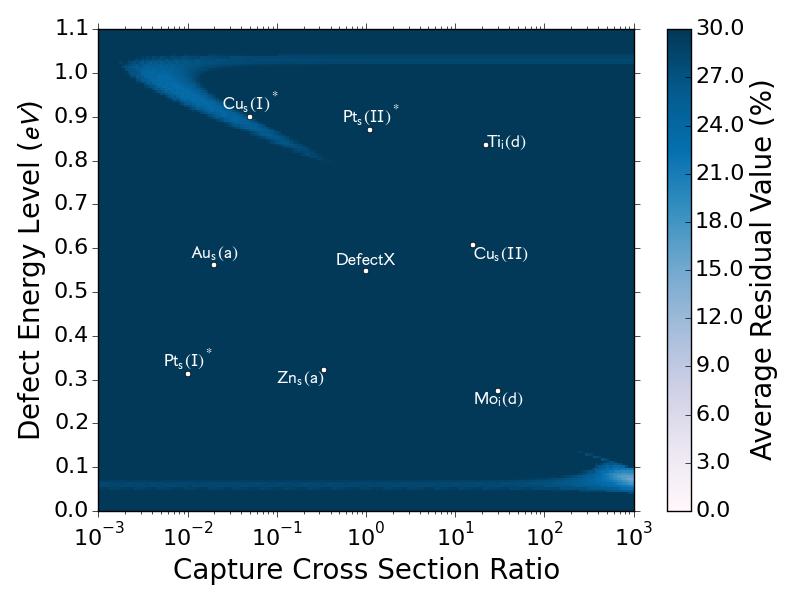 1.1
1.0
0.9
0.8
0.7
0.6
0.5
0.4
0.3
0.2
0.1
0.0
Defect Energy Level (eV)
Cuₛ(I)*
Ptₛ(II)*
Tiᵢ(d)
Auₛ(a)
DefectX
Cuₛ(II)
Ptₛ(I)*
Znₛ(a)
Moᵢ(d)
10⁻³ 10⁻² 10⁻¹ 10⁰ 10¹ 10² 10³
Capture Cross Section Ratio
30.0
27.0
24.0
21.0
18.0
15.0
12.0
9.0
6.0
3.0
0.0
Average Residual Value (%)